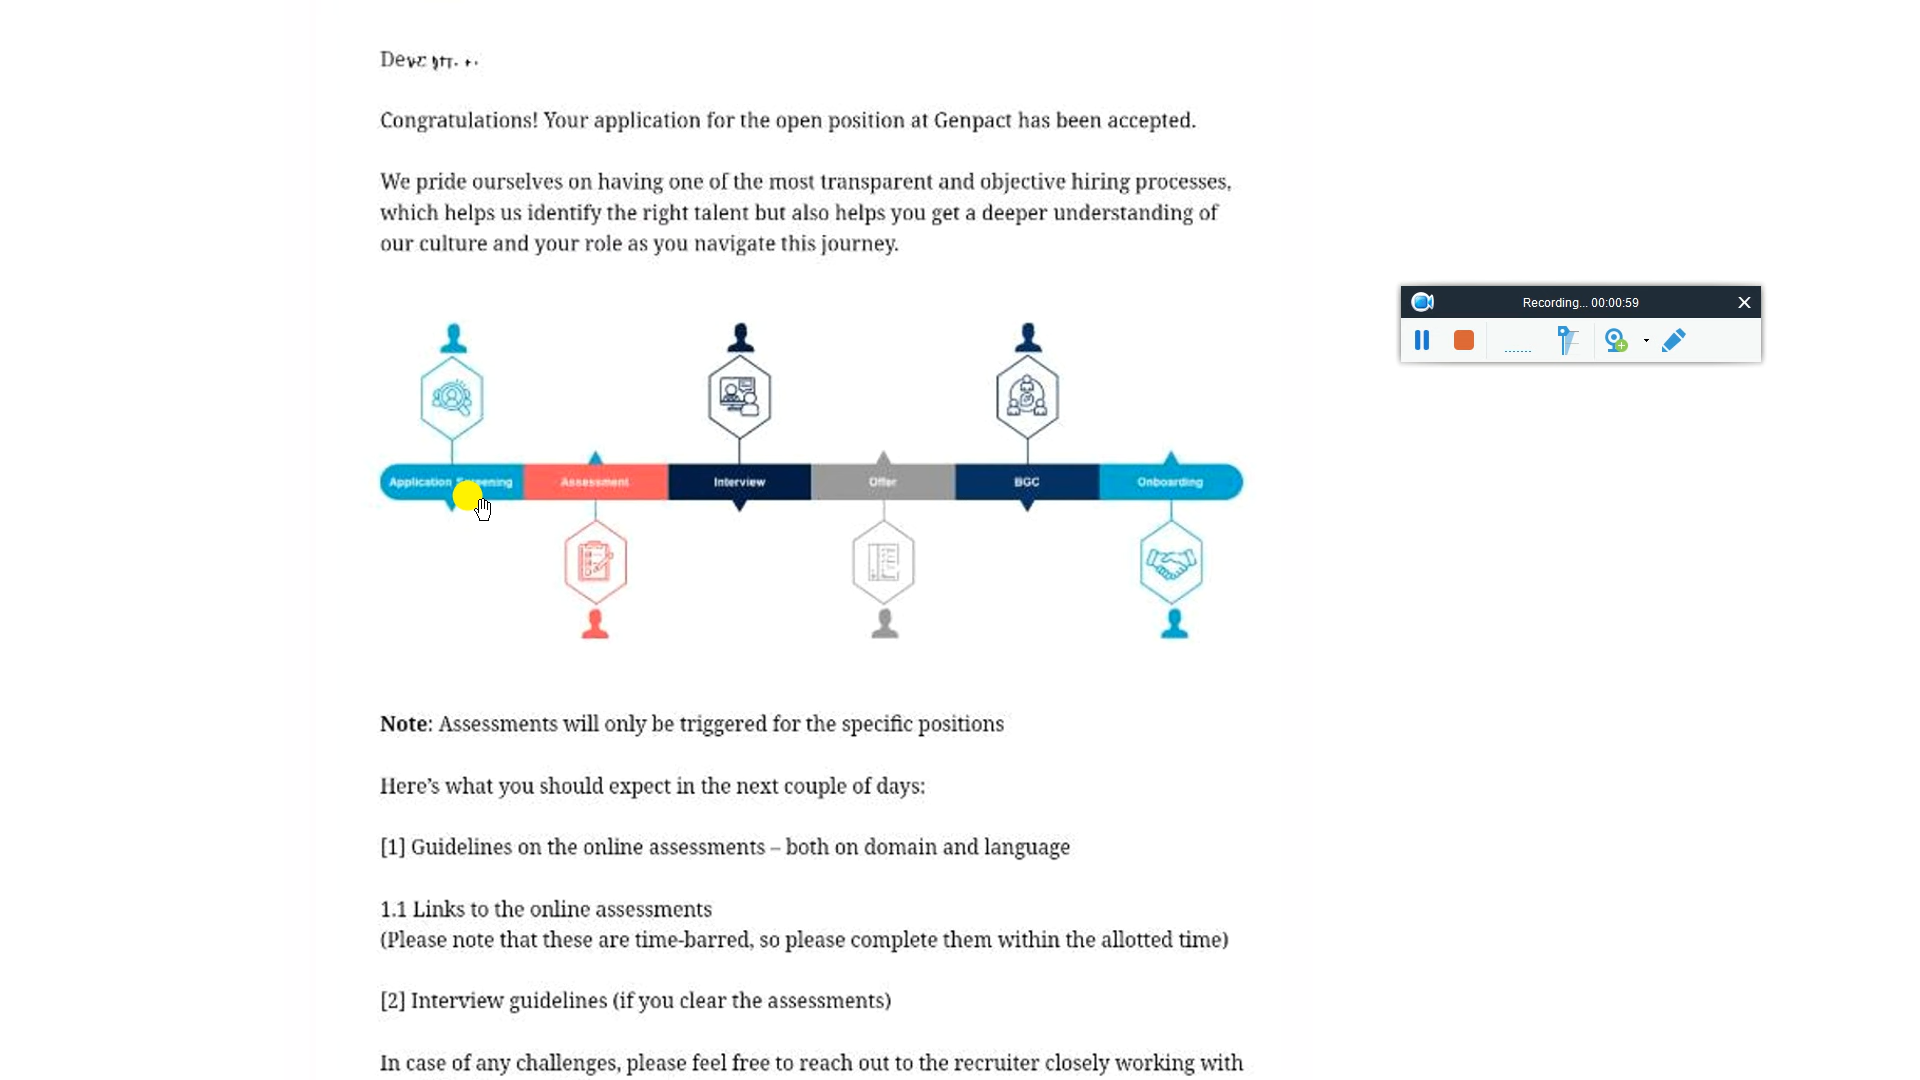 Congratulations! Your application for the open position at Genpact has been accepted.
We pride ourselves on having one of the most transparent and objective hiring processes,
which helps us identify the right talent but also helps you get a deeper understanding of
our culture and your role as you navigate this journey.
Recording... 00:00:59
Application Screening Assessment Interview Offer BGC Onboarding
Note: Assessments will only be triggered for the specific positions
Here’s what you should expect in the next couple of days:
[1] Guidelines on the online assessments – both on domain and language
1.1 Links to the online assessments
(Please note that these are time-barred, so please complete them within the allotted time)
[2] Interview guidelines (if you clear the assessments)
In case of any challenges, please feel free to reach out to the recruiter closely working with